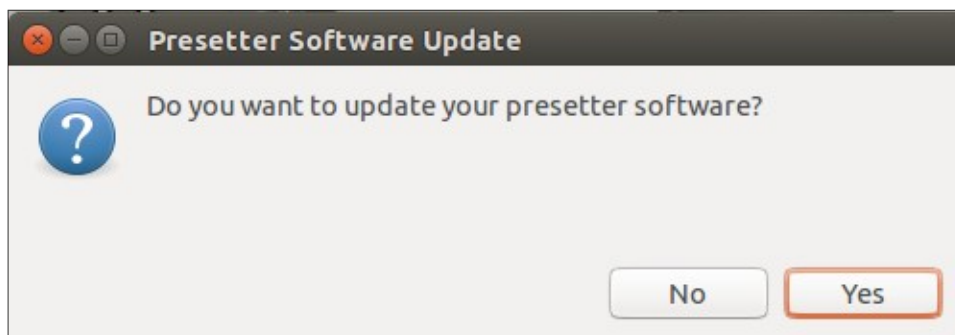 Presetter Software Update
Do you want to update your presetter software?
No
Yes